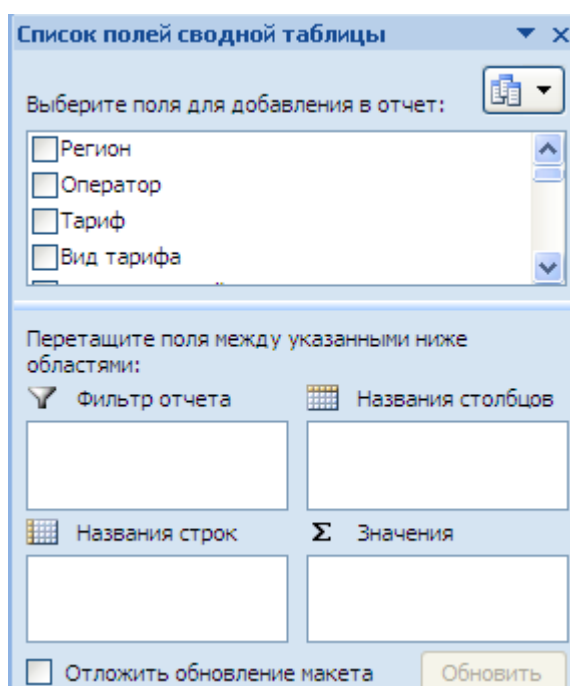 Список полей сводной таблицы
Выберите поля для добавления в отчет:
Регион
Оператор
Тариф
Вид тарифа
Перетащите поля между указанными ниже
областями:
Фильтр отчета
Названия столбцов
Названия строк
Σ Значения
Отложить обновление макета
Обновить